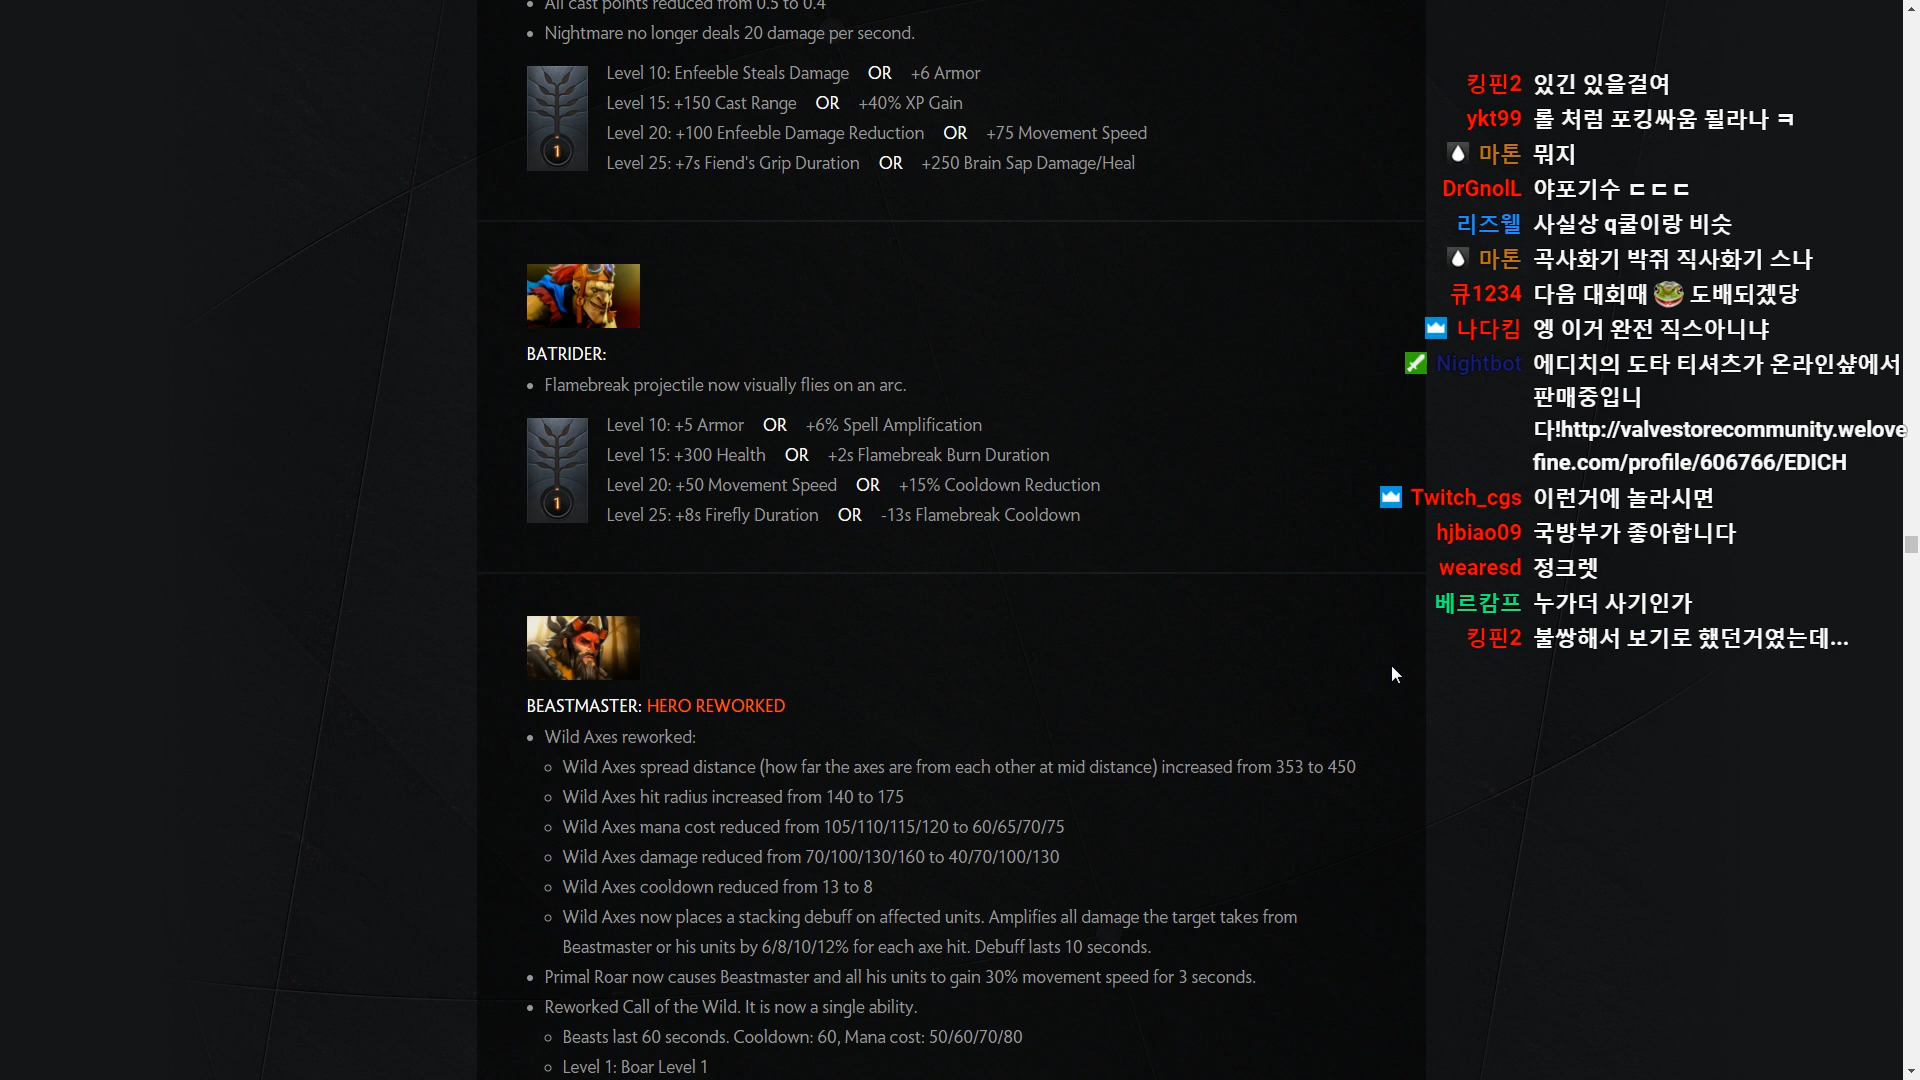 All cast points reduced from 0.5 to 0.4
Nightmare no longer deals 20 damage per second.
Level 10: Enfeeble Steals Damage OR +6 Armor
Level 15: +150 Cast Range OR +40% XP Gain
Level 20: +100 Enfeeble Damage Reduction OR +75 Movement Speed
Level 25: +7s Fiend's Grip Duration OR +250 Brain Sap Damage/Heal
1
BATRIDER:
Flamebreak projectile now visually flies on an arc.
Level 10: +5 Armor OR +6% Spell Amplification
Level 15: +300 Health OR +2s Flamebreak Burn Duration
Level 20: +50 Movement Speed OR +15% Cooldown Reduction
Level 25: +8s Firefly Duration OR -13s Flamebreak Cooldown
1
BEASTMASTER: HERO REWORKED
Wild Axes reworked:
Wild Axes spread distance (how far the axes are from each other at mid distance) increased from 353 to 450
Wild Axes hit radius increased from 140 to 175
Wild Axes mana cost reduced from 105/110/115/120 to 60/65/70/75
Wild Axes damage reduced from 70/100/130/160 to 40/70/100/130
Wild Axes cooldown reduced from 13 to 8
Wild Axes now places a stacking debuff on affected units. Amplifies all damage the target takes from
Beastmaster or his units by 6/8/10/12% for each axe hit. Debuff lasts 10 seconds.
Primal Roar now causes Beastmaster and all his units to gain 30% movement speed for 3 seconds.
Reworked Call of the Wild. It is now a single ability.
Beasts last 60 seconds. Cooldown: 60, Mana cost: 50/60/70/80
Level 1: Boar Level 1
킹핀2 있긴 있을걸여
ykt99 롤 처럼 포킹싸움 될라나 ㅋ
마톤 뭐지
DrGnolL 야포기수 ㄷㄷㄷ
리즈웰 사실상 q쿨이랑 비슷
마톤 곡사화기 박쥐 직사화기 스나
큐1234 다음 대회때 도배되겠당
나다킴 엥 이거 완전 직스아니냐
Nightbot 에디치의 도타 티셔츠가 온라인샾에서
판매중입니
다!http://valvestorecommunity.welove
fine.com/profile/606766/EDICH
Twitch_cgs 이런거에 놀라시면
hjbiao09 국방부가 좋아합니다
wearesd 정크렛
베르캄프 누가더 사기인가
킹핀2 불쌍해서 보기로 했던거였는데...